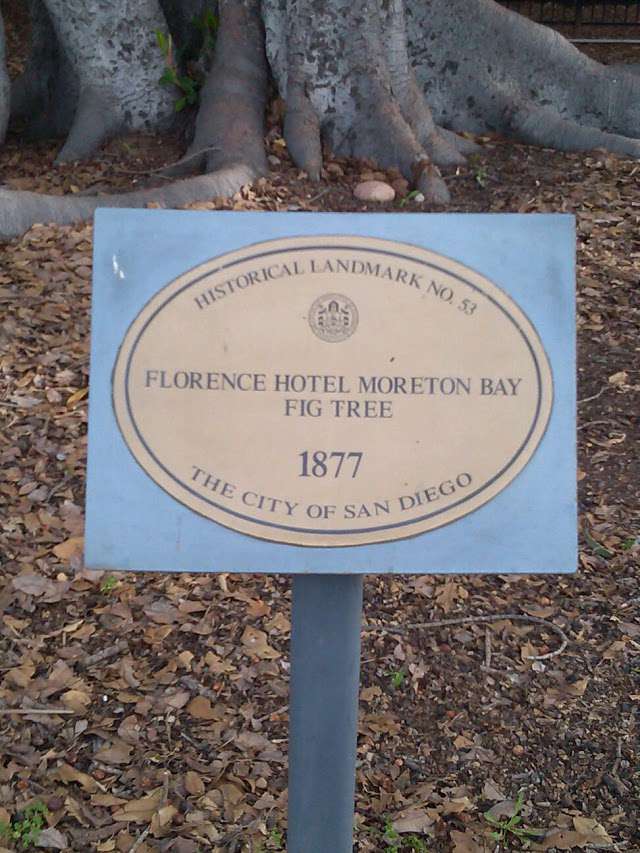 HISTORICAL LANDMARK NO. 53
FLORENCE HOTEL MORETON BAY
FIG TREE
1877
THE CITY OF SAN DIEGO